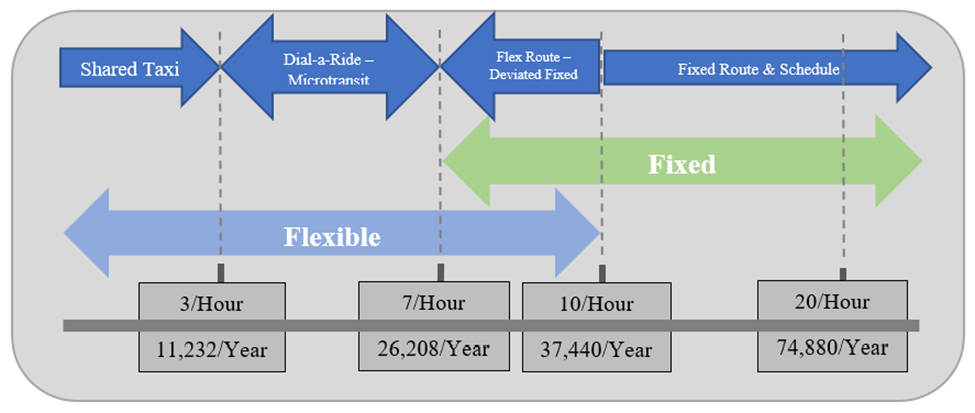 Shared Taxi
Dial-a-Ride –
Microtransit
Flex Route –
Deviated Fixed
Fixed Route & Schedule
Fixed
Flexible
3/Hour
11,232/Year
7/Hour
26,208/Year
10/Hour
37,440/Year
20/Hour
74,880/Year